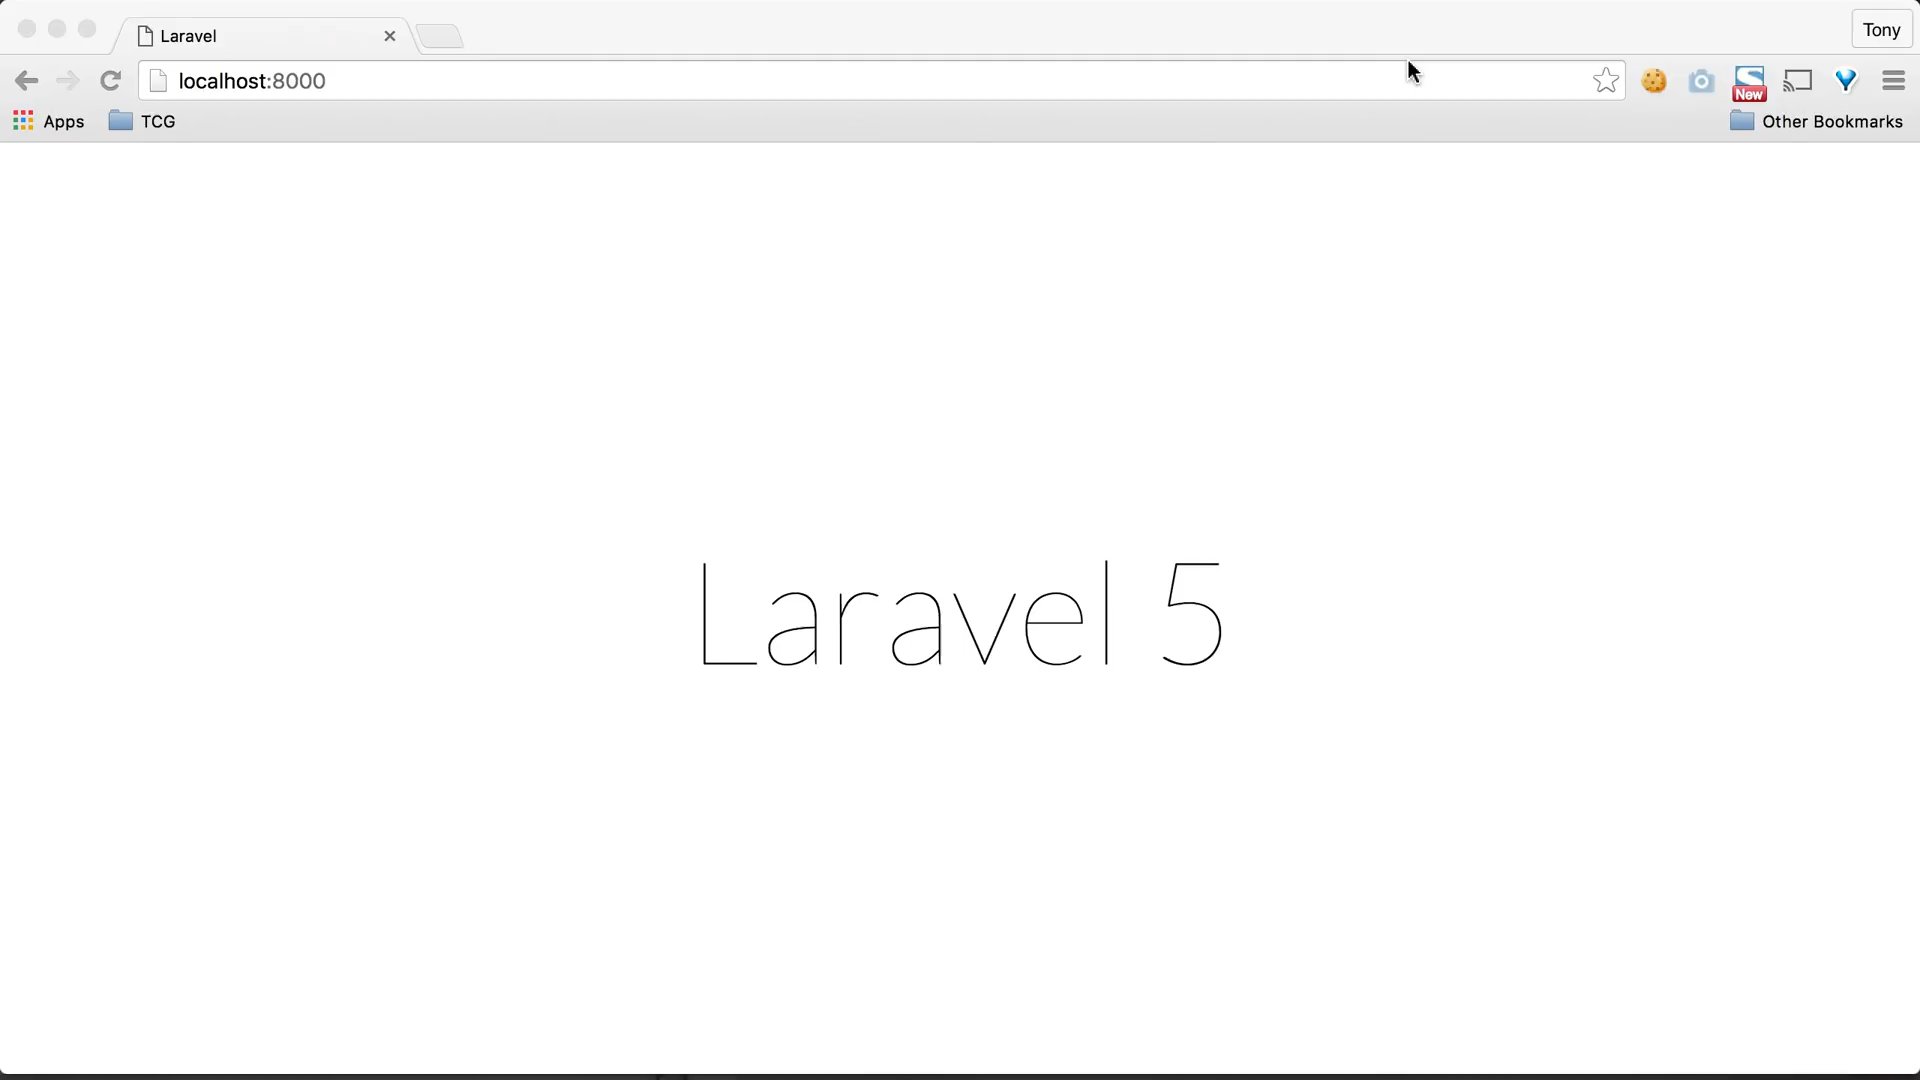 Laravel
Tony
localhost:8000
New
Apps
TCG
Other Bookmarks
Laravel 5